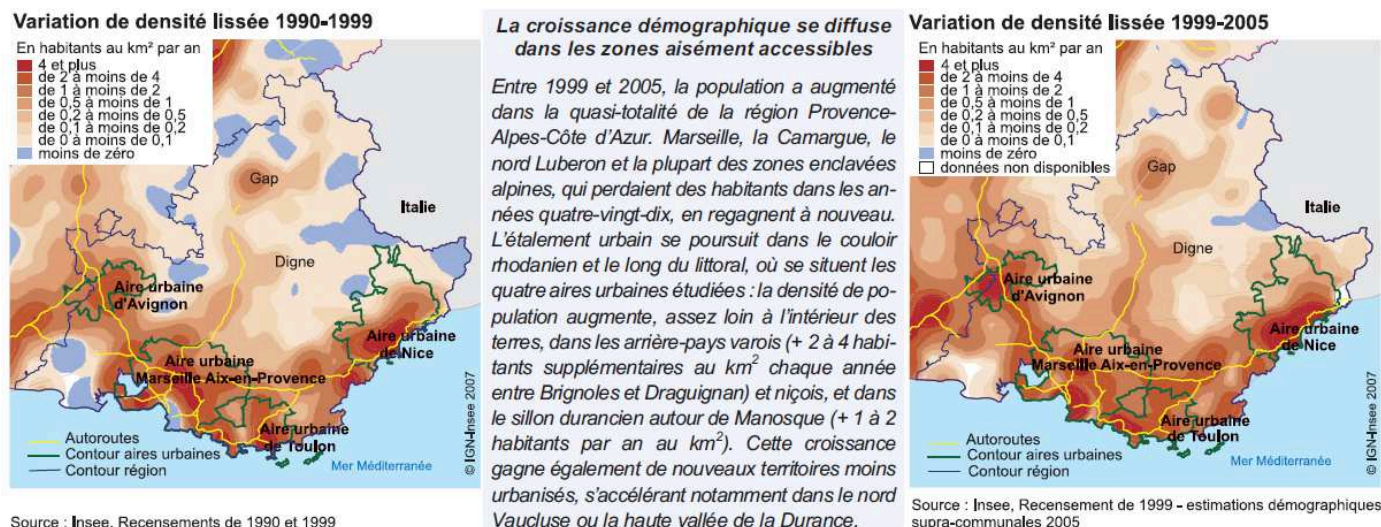 Variation de densité lissée 1990-1999
En habitants au km² par an
4 et plus
de 2 à moins de 4
de 1 à moins de 2
de 0,5 à moins de 1
de 0,2 à moins de 0,5
de 0,1 à moins de 0,2
de 0 à moins de 0,1
moins de zéro
Gap
Italie
Digne
Aire urbaine
d'Avignon
Aire urbaine
de Nice
Aire urbaine
Marseille Aix-en-Provence
Aire urbaine
de Toulon
Autoroutes
Contour aires urbaines
Contour région
Mer Méditerranée
© IGN-Insee 2007
Source : Insee, Recensements de 1990 et 1999
La croissance démographique se diffuse
dans les zones aisément accessibles
Entre 1999 et 2005, la population a augmenté
dans la quasi-totalité de la région Provence-
Alpes-Côte d'Azur. Marseille, la Camargue, le
nord Luberon et la plupart des zones enclavées
alpines, qui perdaient des habitants dans les an-
nées quatre-vingt-dix, en regagnent à nouveau.
L'étalement urbain se poursuit dans le couloir
rhodanien et le long du littoral, où se situent les
quatre aires urbaines étudiées : la densité de po-
pulation augmente, assez loin à l'intérieur des
terres, dans les arrière-pays varois (+ 2 à 4 habi-
tants supplémentaires au km² chaque année
entre Brignoles et Draguignan) et niçois, et dans
le sillon durancien autour de Manosque (+ 1 à 2
habitants par an au km²). Cette croissance
gagne également de nouveaux territoires moins
urbanisés, s'accélérant notamment dans le nord
Vaucluse ou la haute vallée de la Durance.
Variation de densité lissée 1999-2005
En habitants au km² par an
4 et plus
de 2 à moins de 4
de 1 à moins de 2
de 0,5 à moins de 1
de 0,2 à moins de 0,5
de 0,1 à moins de 0,2
de 0 à moins de 0,1
moins de zéro
données non disponibles
Gap
Italie
Digne
Aire urbaine
d'Avignon
Aire urbaine
de Nice
Aire urbaine
Marseille Aix-en-Provence
Aire urbaine
de Toulon
Autoroutes
Contour aires urbaines
Contour région
Mer Méditerranée
© IGN-Insee 2007
Source : Insee, Recensement de 1999 - estimations démographiques
supra-communales 2005